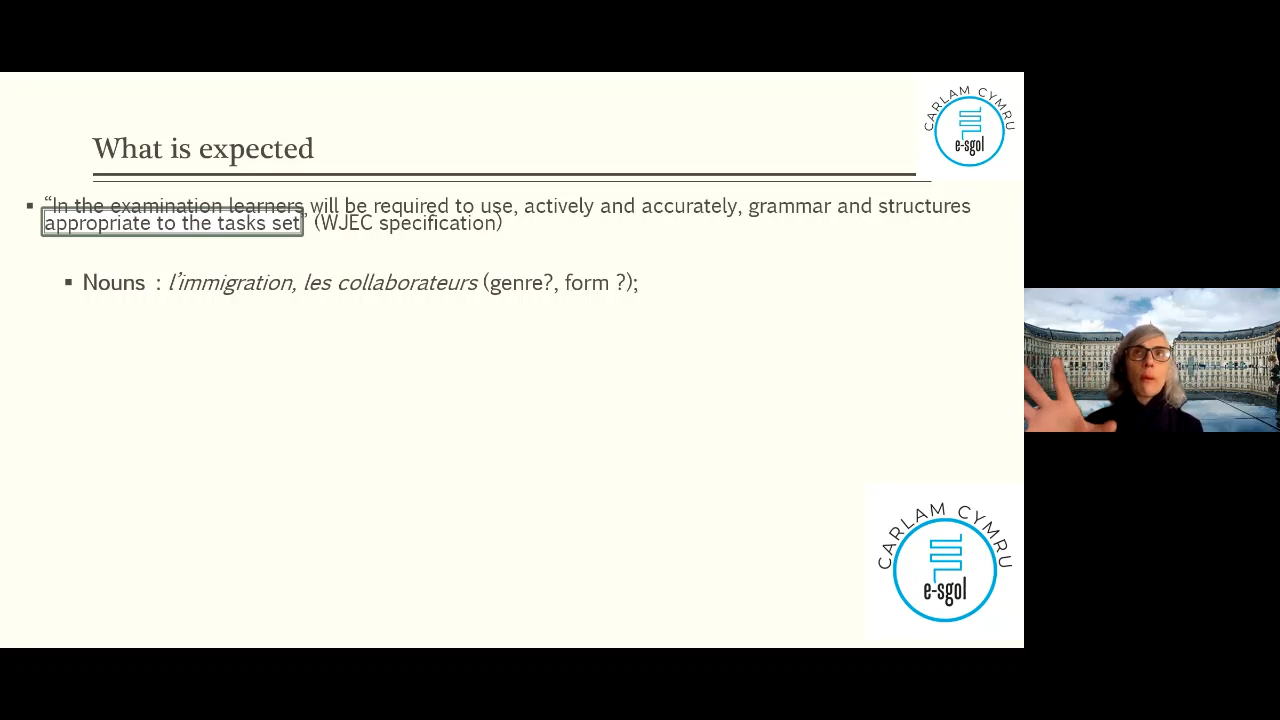 CARLAM CYMRU
e-sgol
What is expected
▪ “In the examination learners will be required to use, actively and accurately, grammar and structures
appropriate to the tasks set” (WJEC specification)
▪ Nouns : l’immigration, les collaborateurs (genre?, form ?);
CARLAM CYMRU
e-sgol